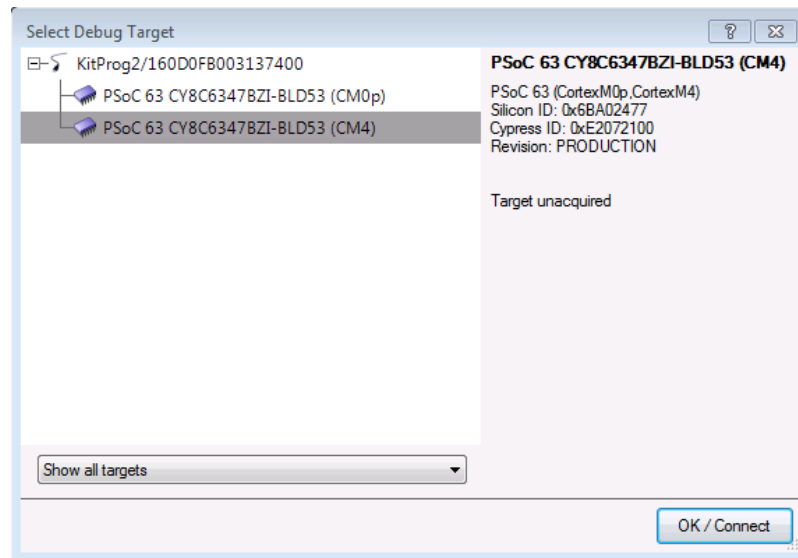 Select Debug Target
KitProg2/160D0FB003137400
PSoC 63 CY8C6347BZI-BLD53 (CM0p)
PSoC 63 CY8C6347BZI-BLD53 (CM4)
PSoC 63 CY8C6347BZI-BLD53 (CM4)
PSoC 63 (CortexM0p,CortexM4)
Silicon ID: 0x6BA02477
Cypress ID: 0xE2072100
Revision: PRODUCTION
Target unacquired
Show all targets
OK / Connect